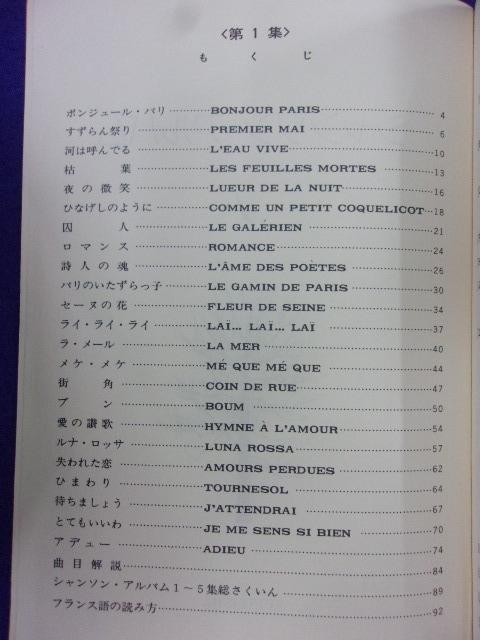 〈第1集〉
もくじ
ボンジュール・パリ…………BONJOUR PARIS…………4
すずらん祭り…………PREMIER MAI…………6
河は呼んでる…………L'EAU VIVE…………10
枯葉…………LES FEUILLES MORTES…………13
夜の微笑…………LUEUR DE LA NUIT…………16
ひなげしのように…………COMME UN PETIT COQUELICOT…18
囚人…………LE GALÉRIEN…………21
ロマンス…………ROMANCE…………24
詩人の魂…………L'ÂME DES POÈTES…………26
パリのいたずらっ子…………LE GAMIN DE PARIS…………30
セーヌの花…………FLEUR DE SEINE…………34
ライ・ライ・ライ…………LAÏ… LAÏ… LAÏ…………37
ラ・メール…………LA MER…………40
メケ・メケ…………MÉ QUE MÉ QUE…………44
街角…………COIN DE RUE…………47
ブン…………BOUM…………50
愛の讃歌…………HYMNE À L'AMOUR…………54
ルナ・ロッサ…………LUNA ROSSA…………57
失われた恋…………AMOURS PERDUES…………62
ひまわり…………TOURNESOL…………64
待ちましょう…………J'ATTENDRAI…………67
とてもいいわ…………JE ME SENS SI BIEN…………70
アデュー…………ADIEU…………74
曲目解説…………84
シャンソン・アルバム1～5集総さくいん…………89
フランス語の読み方…………92